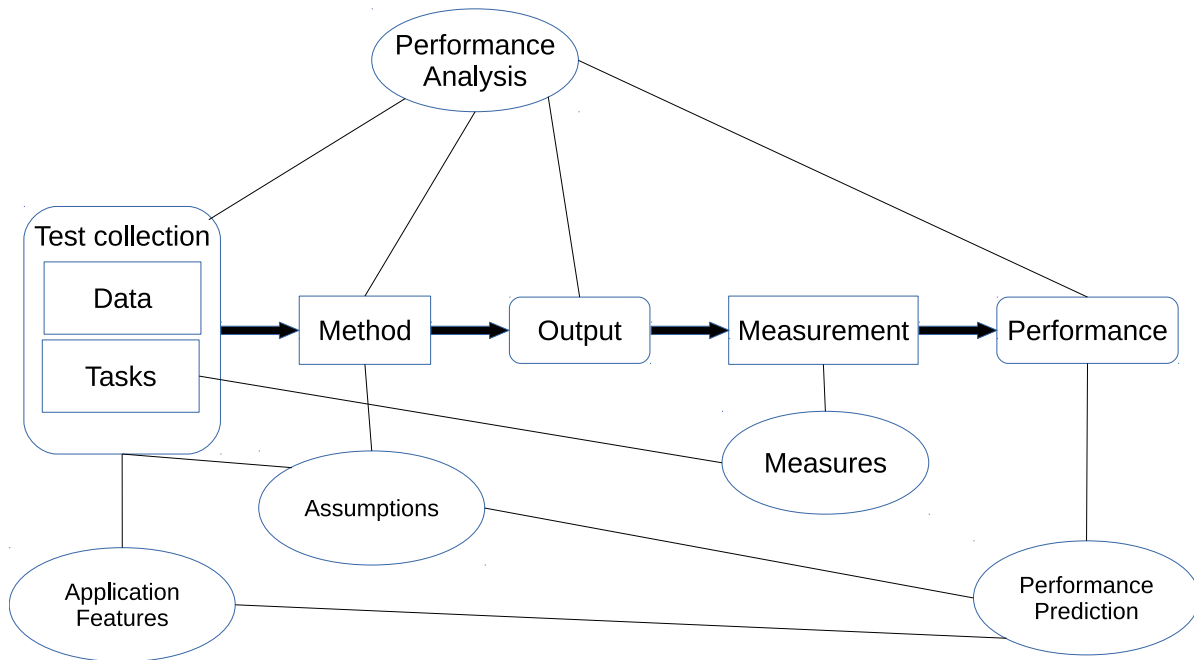 Performance
Analysis
Test collection
Data
Tasks
Method
Output
Measurement
Performance
Measures
Assumptions
Application
Features
Performance
Prediction